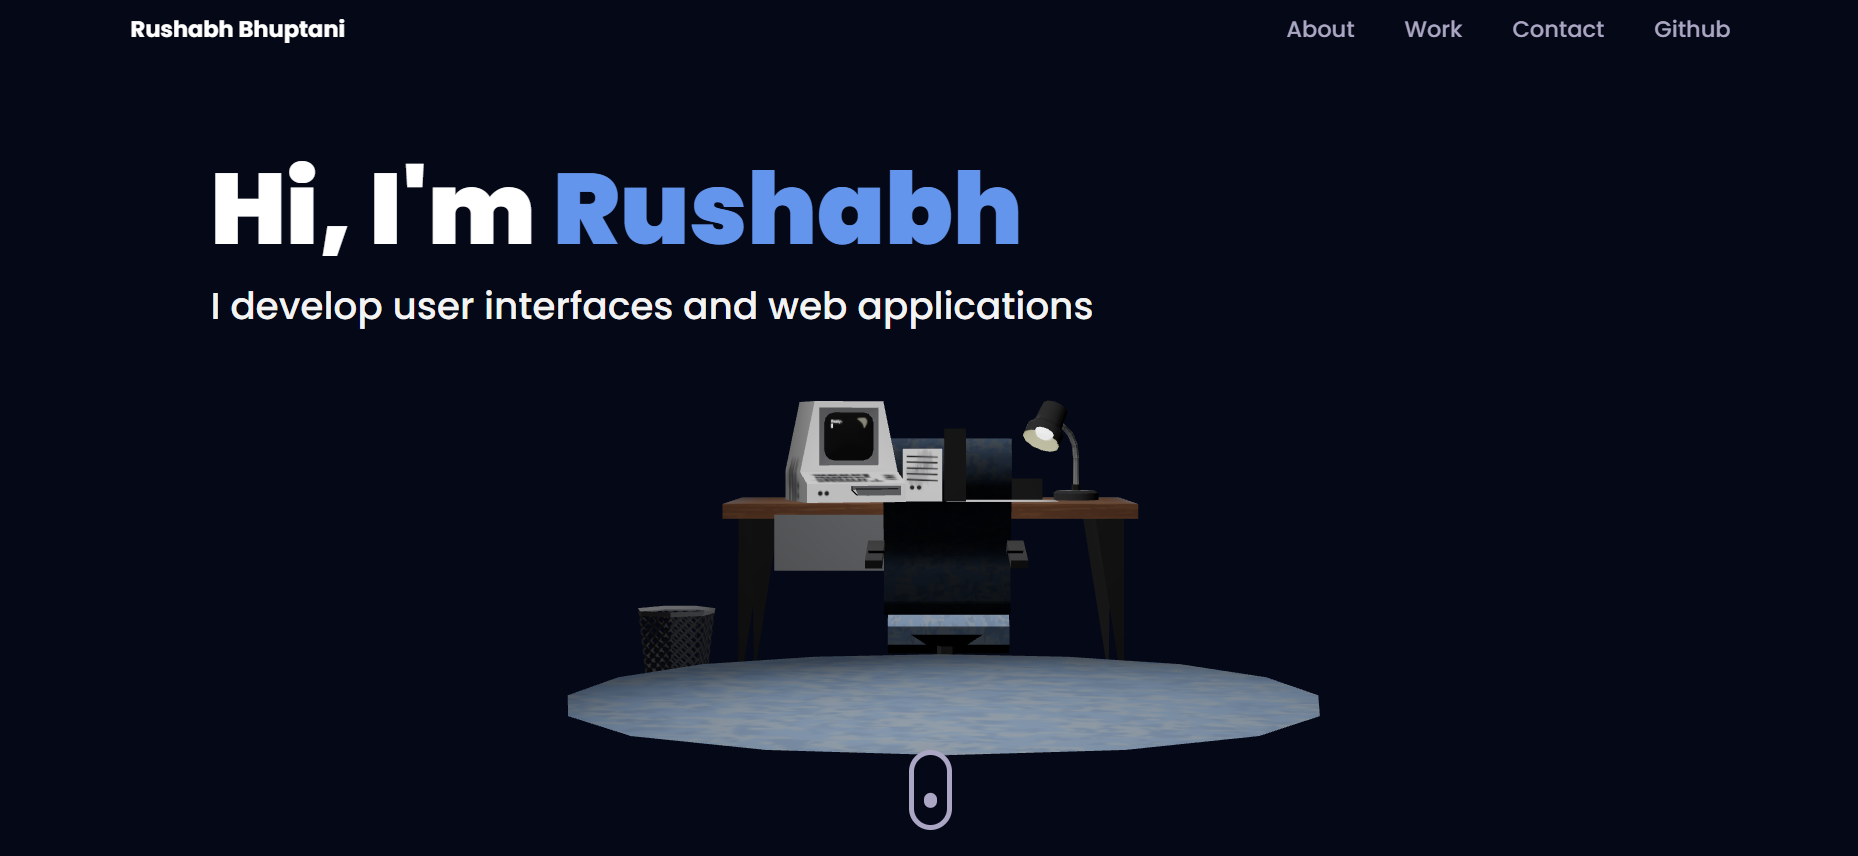 Rushabh Bhuptani
About Work Contact Github
Hi, I'm Rushabh
I develop user interfaces and web applications